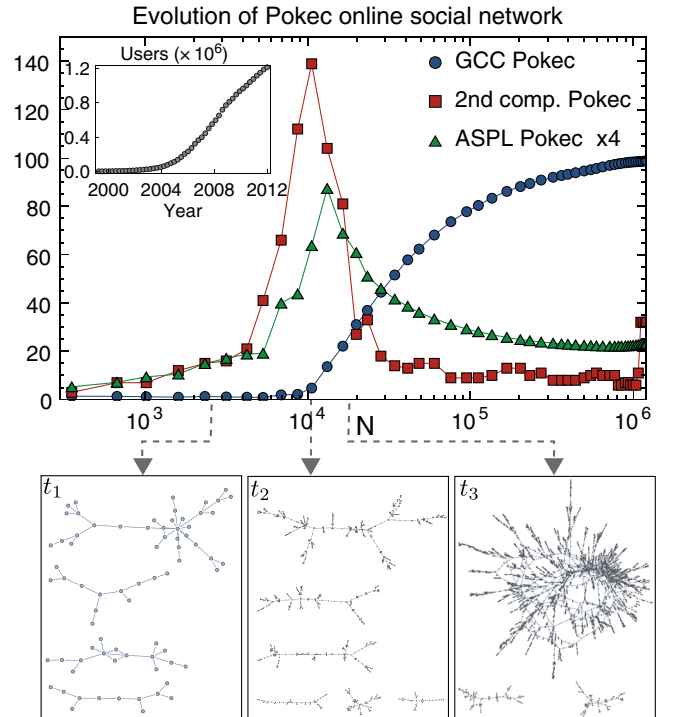 Evolution of Pokec online social network
140
120
100
80
60
40
20
0
Users (× 10⁶)
1.2
0.8
0.4
0.0
2000 2004 2008 2012
Year
GCC Pokec
2nd comp. Pokec
ASPL Pokec x4
10³ 10⁴ 10⁵ 10⁶
N
t₁ t₂ t₃